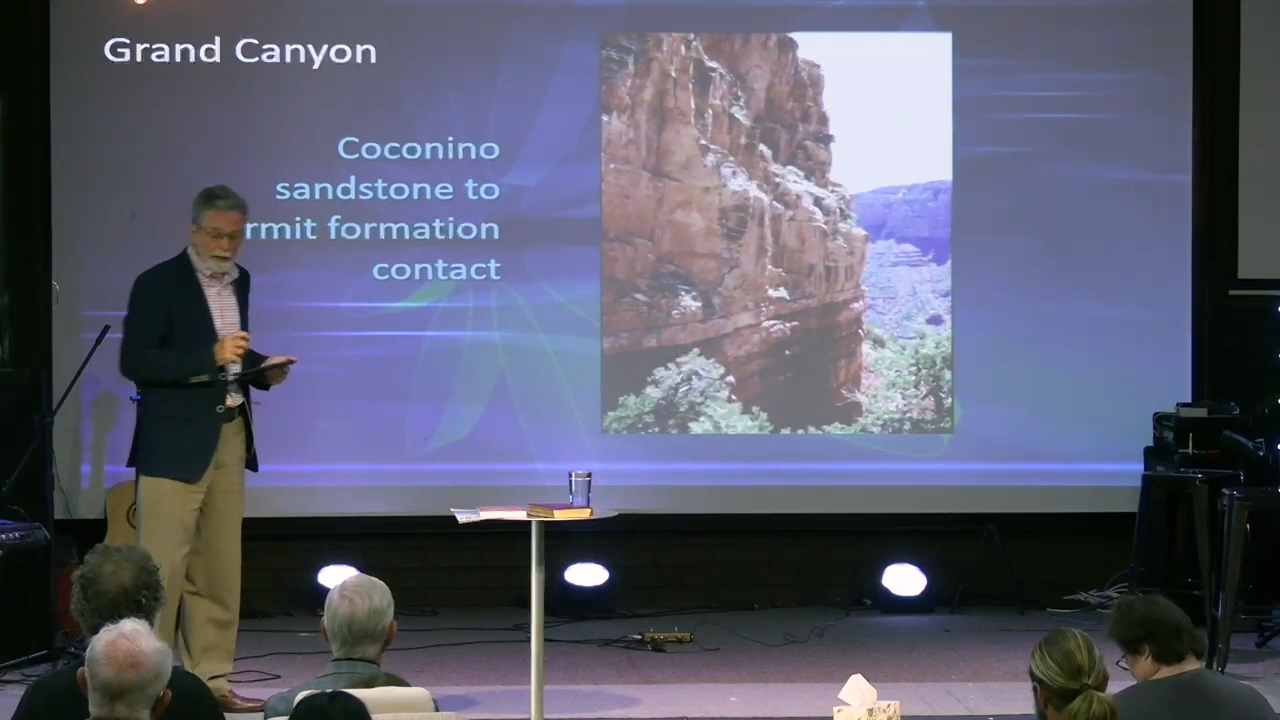 Grand Canyon
Coconino
sandstone to
rmit formation
contact